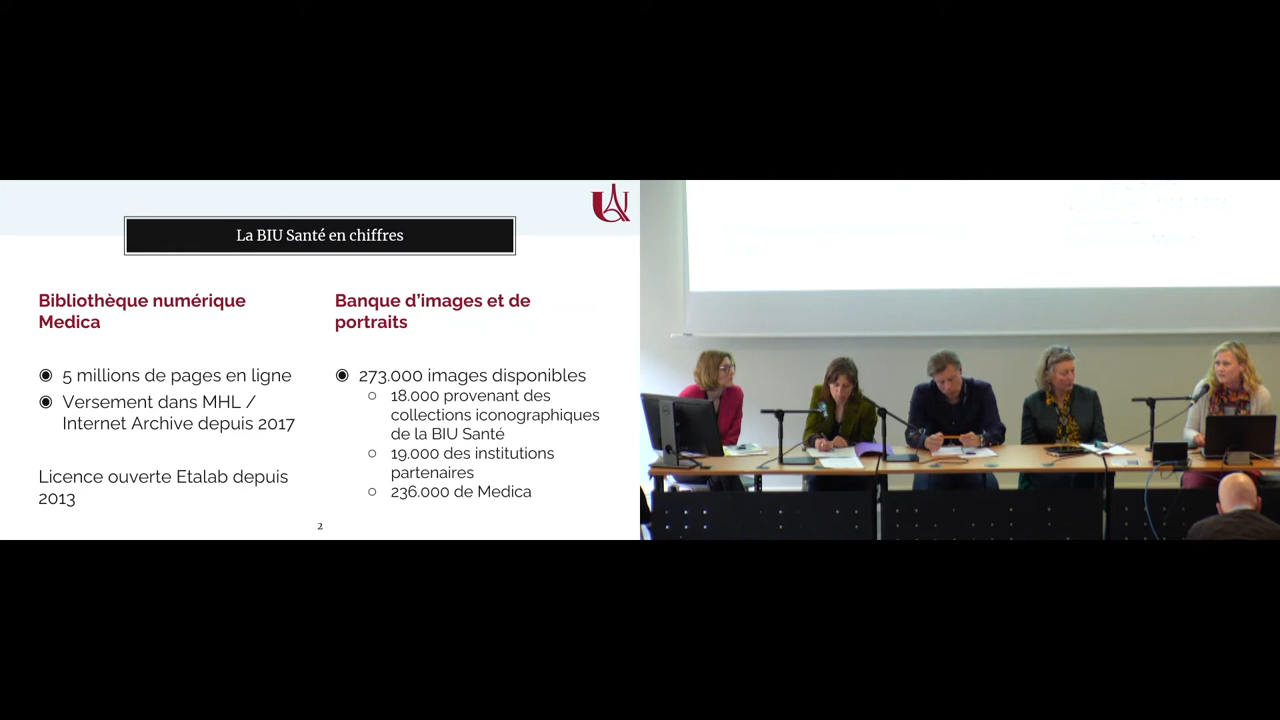 La BIU Santé en chiffres
Bibliothèque numérique
Medica
◉ 5 millions de pages en ligne
◉ Versement dans MHL /
Internet Archive depuis 2017
Licence ouverte Etalab depuis
2013
Banque d'images et de
portraits
◉ 273.000 images disponibles
○ 18.000 provenant des
collections iconographiques
de la BIU Santé
○ 19.000 des institutions
partenaires
○ 236.000 de Medica
2